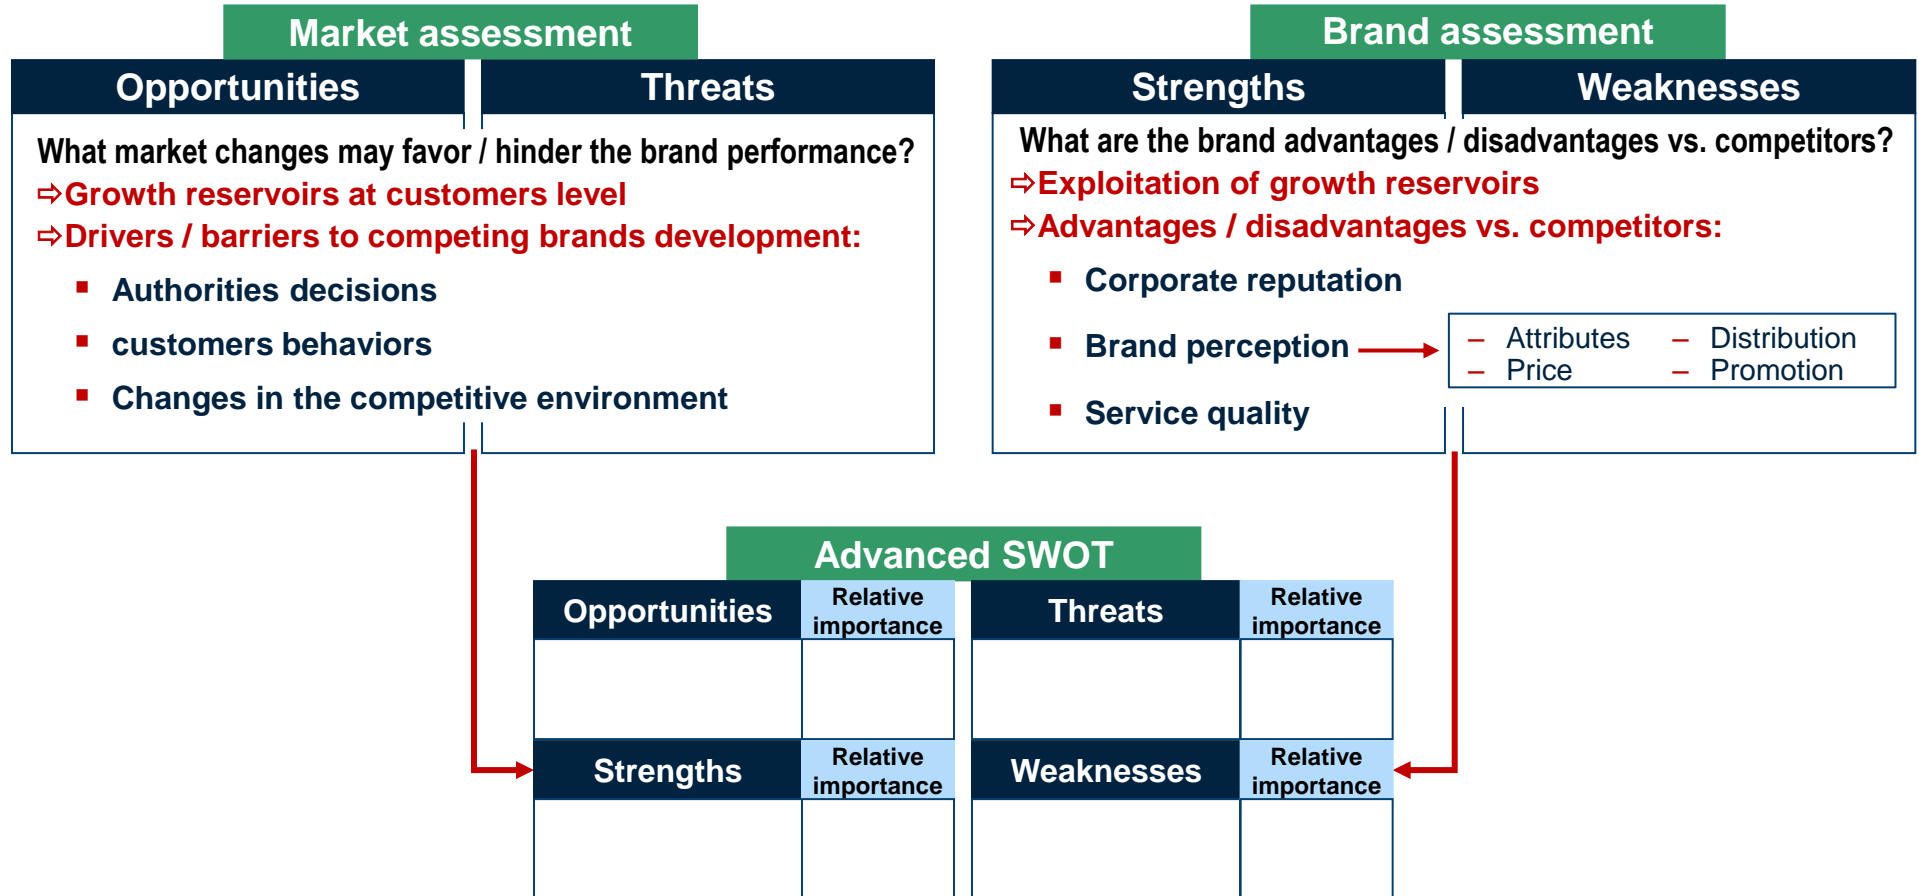 Market assessment
Opportunities
Threats
What market changes may favor / hinder the brand performance?
⇨Growth reservoirs at customers level
⇨Drivers / barriers to competing brands development:
▪ Authorities decisions
▪ customers behaviors
▪ Changes in the competitive environment
Brand assessment
Strengths
Weaknesses
What are the brand advantages / disadvantages vs. competitors?
⇨Exploitation of growth reservoirs
⇨Advantages / disadvantages vs. competitors:
▪ Corporate reputation
▪ Brand perception
– Attributes
– Price
– Distribution
– Promotion
▪ Service quality
Advanced SWOT
Opportunities
Relative
importance
Threats
Relative
importance
Strengths
Relative
importance
Weaknesses
Relative
importance